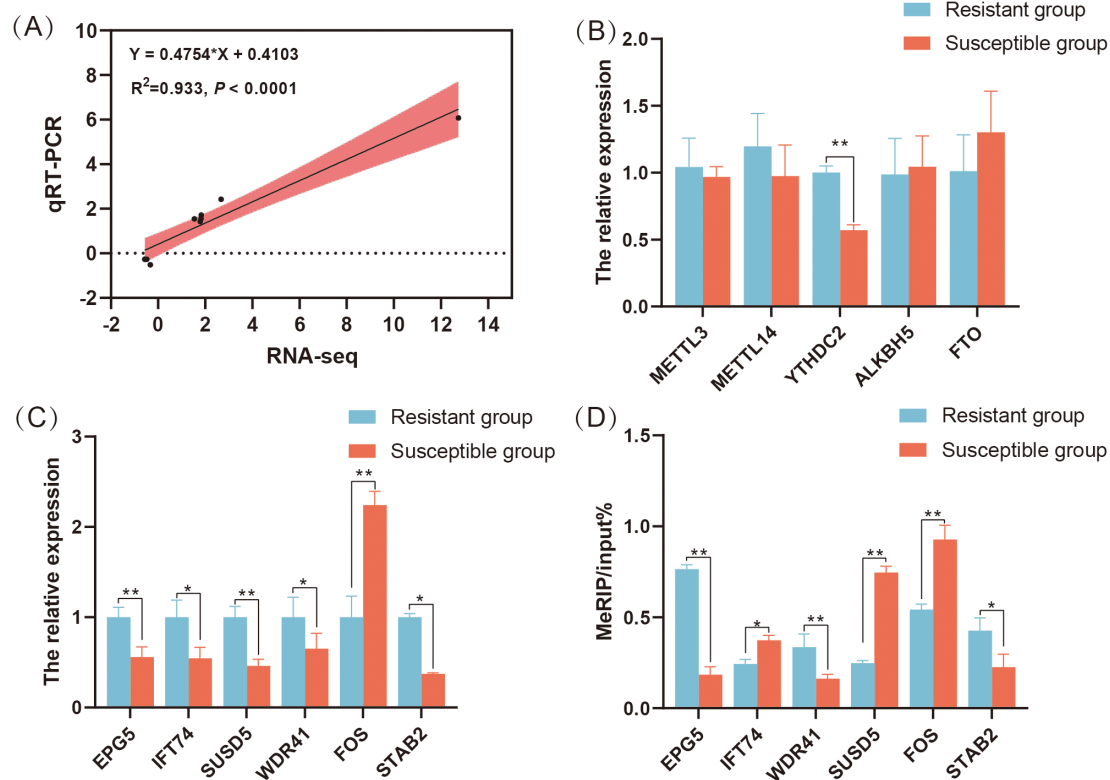 (A)
Y = 0.4754*X + 0.4103
R²=0.933, P < 0.0001
qRT-PCR
10
8
6
4
2
0
-2
-2 0 2 4 6 8 10 12 14
RNA-seq
(B)
Resistant group
Susceptible group
The relative expression
2.0
1.5
1.0
0.5
0.0
**
METTL3 METTL14 YTHDC2 ALKBH5 FTO
(C)
Resistant group
Susceptible group
The relative expression
3
2
1
0
** * ** * ** *
EPG5 IFT74 SUSD5 WDR41 FOS STAB2
(D)
Resistant group
Susceptible group
MeRIP/input%
1.5
1.0
0.5
0.0
** * ** ** ** *
EPG5 IFT74 WDR41 SUSD5 FOS STAB2